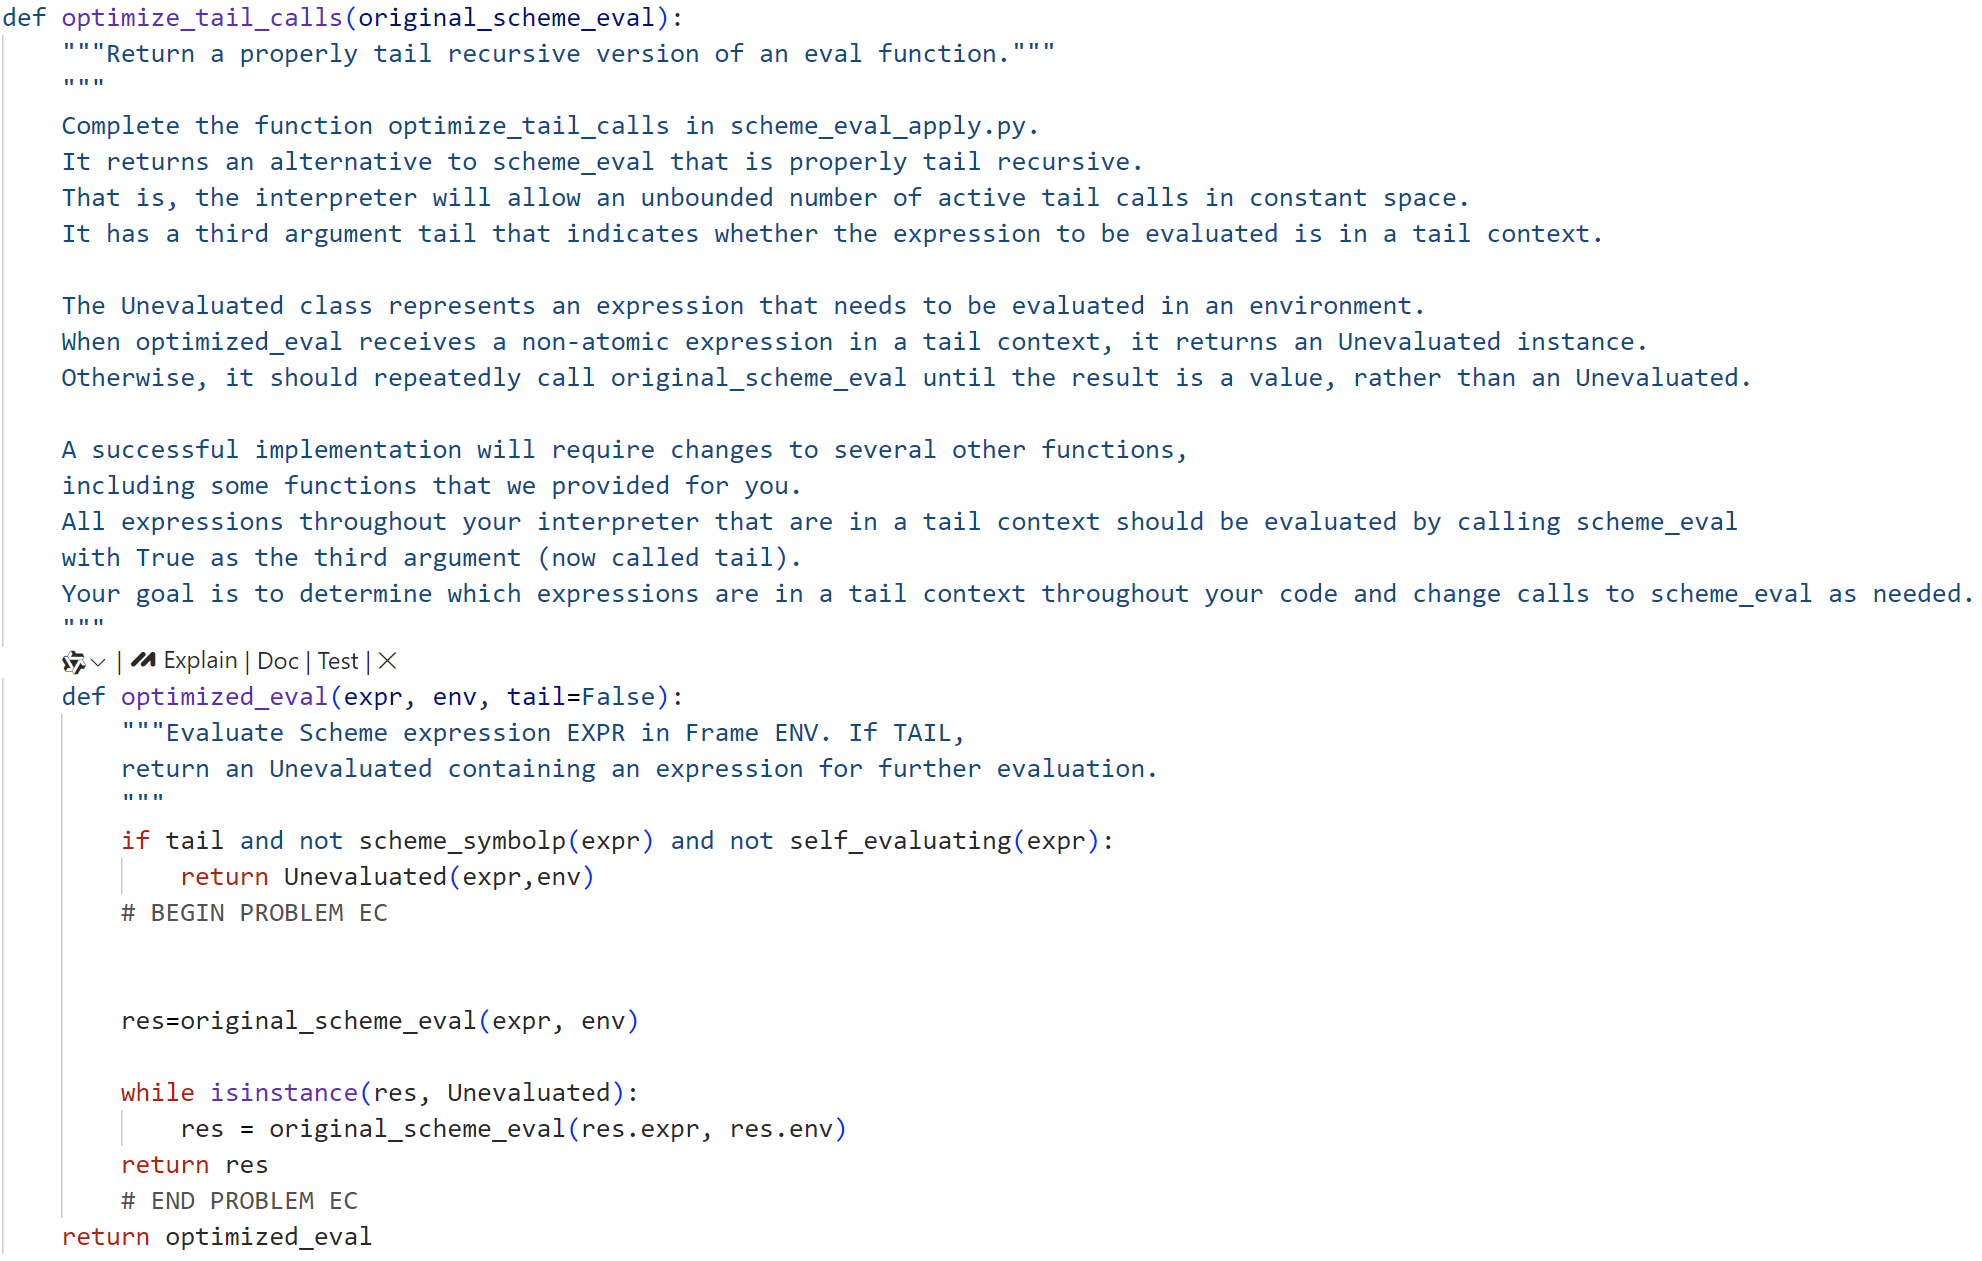 def optimize_tail_calls(original_scheme_eval):
    """Return a properly tail recursive version of an eval function."""
    """
    Complete the function optimize_tail_calls in scheme_eval_apply.py.
    It returns an alternative to scheme_eval that is properly tail recursive.
    That is, the interpreter will allow an unbounded number of active tail calls in constant space.
    It has a third argument tail that indicates whether the expression to be evaluated is in a tail context.

    The Unevaluated class represents an expression that needs to be evaluated in an environment.
    When optimized_eval receives a non-atomic expression in a tail context, it returns an Unevaluated instance.
    Otherwise, it should repeatedly call original_scheme_eval until the result is a value, rather than an Unevaluated.

    A successful implementation will require changes to several other functions,
    including some functions that we provided for you.
    All expressions throughout your interpreter that are in a tail context should be evaluated by calling scheme_eval
    with True as the third argument (now called tail).
    Your goal is to determine which expressions are in a tail context throughout your code and change calls to scheme_eval as needed.
    """
    | Explain | Doc | Test | ×
    def optimized_eval(expr, env, tail=False):
        """Evaluate Scheme expression EXPR in Frame ENV. If TAIL,
        return an Unevaluated containing an expression for further evaluation.
        """
        if tail and not scheme_symbolp(expr) and not self_evaluating(expr):
            return Unevaluated(expr,env)
        # BEGIN PROBLEM EC


        res=original_scheme_eval(expr, env)

        while isinstance(res, Unevaluated):
            res = original_scheme_eval(res.expr, res.env)
        return res
        # END PROBLEM EC
    return optimized_eval